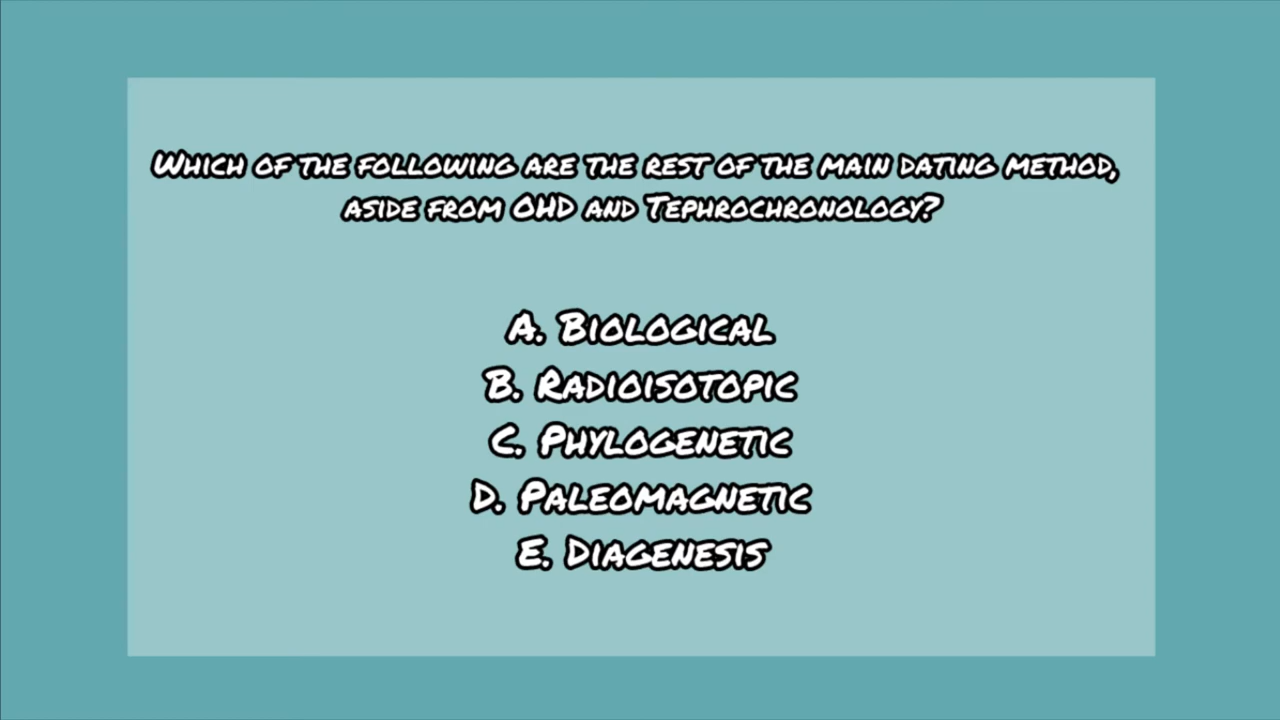 Which of the following are the rest of the main dating method,
aside from OHD and Tephrochronology?
A. Biological
B. Radioisotopic
C. Phylogenetic
D. Paleomagnetic
E. Diagenesis